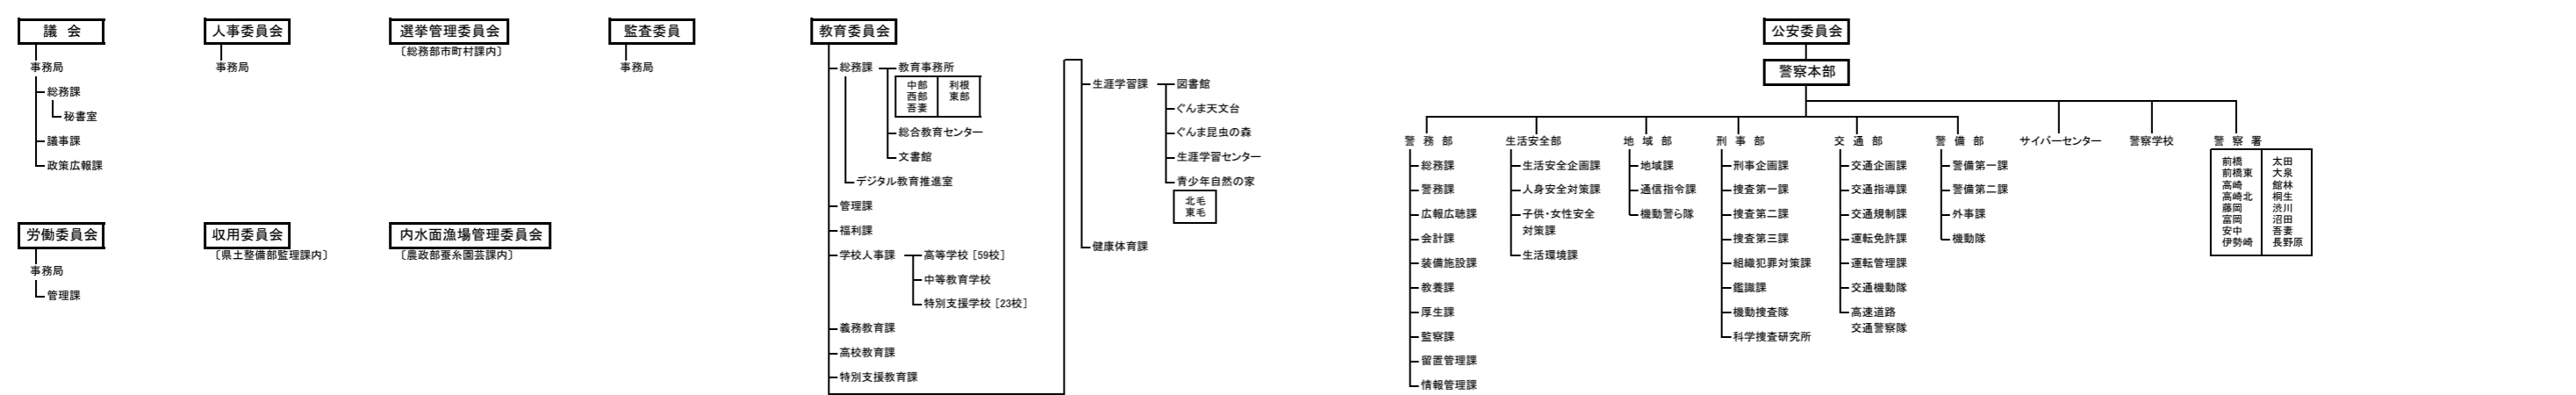 議　会
事務局
総務課
秘書室
議事課
政策広報課
人事委員会
事務局
選挙管理委員会
〔総務部市町村課内〕
監査委員
事務局
労働委員会
事務局
管理課
収用委員会
〔県土整備部監理課内〕
内水面漁場管理委員会
〔農政部蚕糸園芸課内〕
教育委員会
総務課
教育事務所
中部　利根
西部　東部
吾妻
総合教育センター
文書館
デジタル教育推進室
管理課
福利課
学校人事課
高等学校［59校］
中等教育学校
特別支援学校［23校］
義務教育課
高校教育課
特別支援教育課
生涯学習課
図書館
ぐんま天文台
ぐんま昆虫の森
生涯学習センター
青少年自然の家
北毛
東毛
健康体育課
公安委員会
警察本部
警　務　部
総務課
警務課
広報広聴課
会計課
装備施設課
教養課
厚生課
監察課
留置管理課
情報管理課
生活安全部
生活安全企画課
人身安全対策課
子供・女性安全
対策課
生活環境課
地　域　部
地域課
通信指令課
機動警ら隊
刑　事　部
刑事企画課
捜査第一課
捜査第二課
捜査第三課
組織犯罪対策課
鑑識課
機動捜査隊
科学捜査研究所
交　通　部
交通企画課
交通指導課
交通規制課
運転免許課
運転管理課
交通機動隊
高速道路
交通警察隊
警　備　部
警備第一課
警備第二課
外事課
機動隊
サイバーセンター
警察学校
警　察　署
前橋　太田
前橋東　大泉
高崎　館林
高崎北　桐生
藤岡　渋川
富岡　沼田
安中　吾妻
伊勢崎　長野原